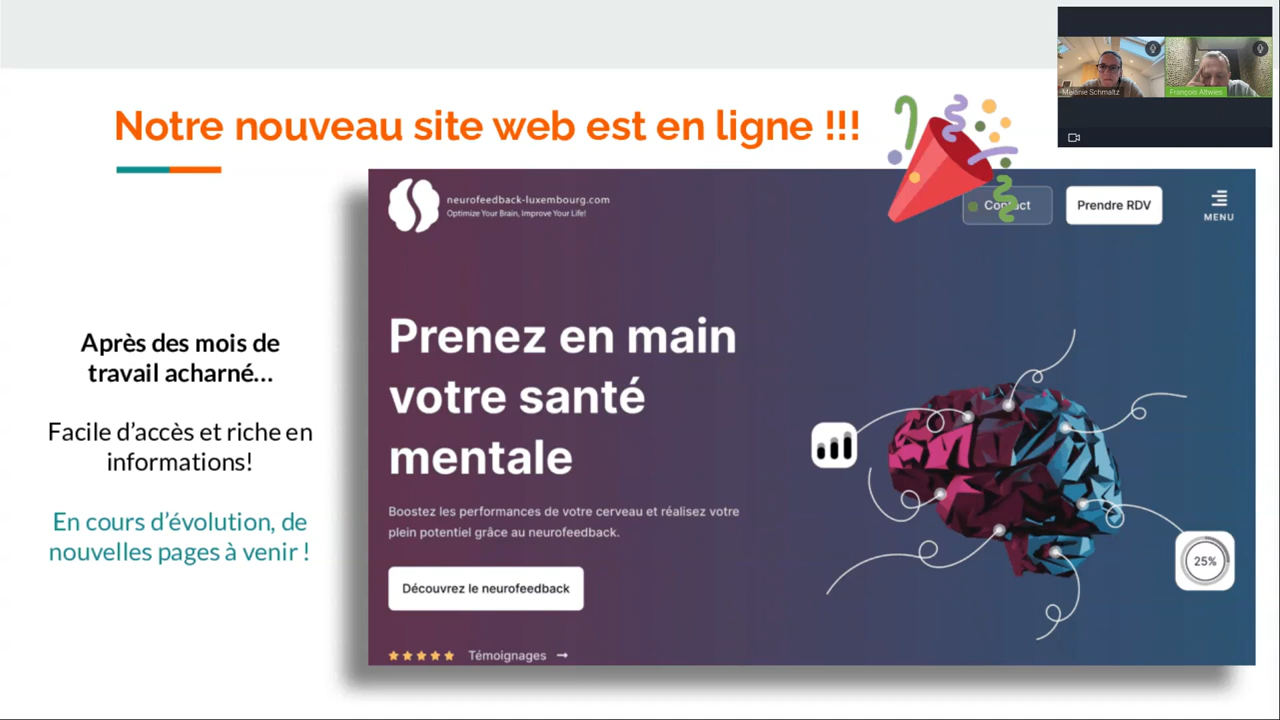 Notre nouveau site web est en ligne !!!
Mélanie Schmaltz
François Altwies
neurofeedback-luxembourg.com
Optimize Your Brain, Improve Your Life!
Contact
Prendre RDV
MENU
Après des mois de
travail acharné...
Facile d'accès et riche en
informations!
En cours d'évolution, de
nouvelles pages à venir !
Prenez en main
votre santé
mentale
Boostez les performances de votre cerveau et réalisez votre
plein potentiel grâce au neurofeedback.
Découvrez le neurofeedback
Témoignages →
25%